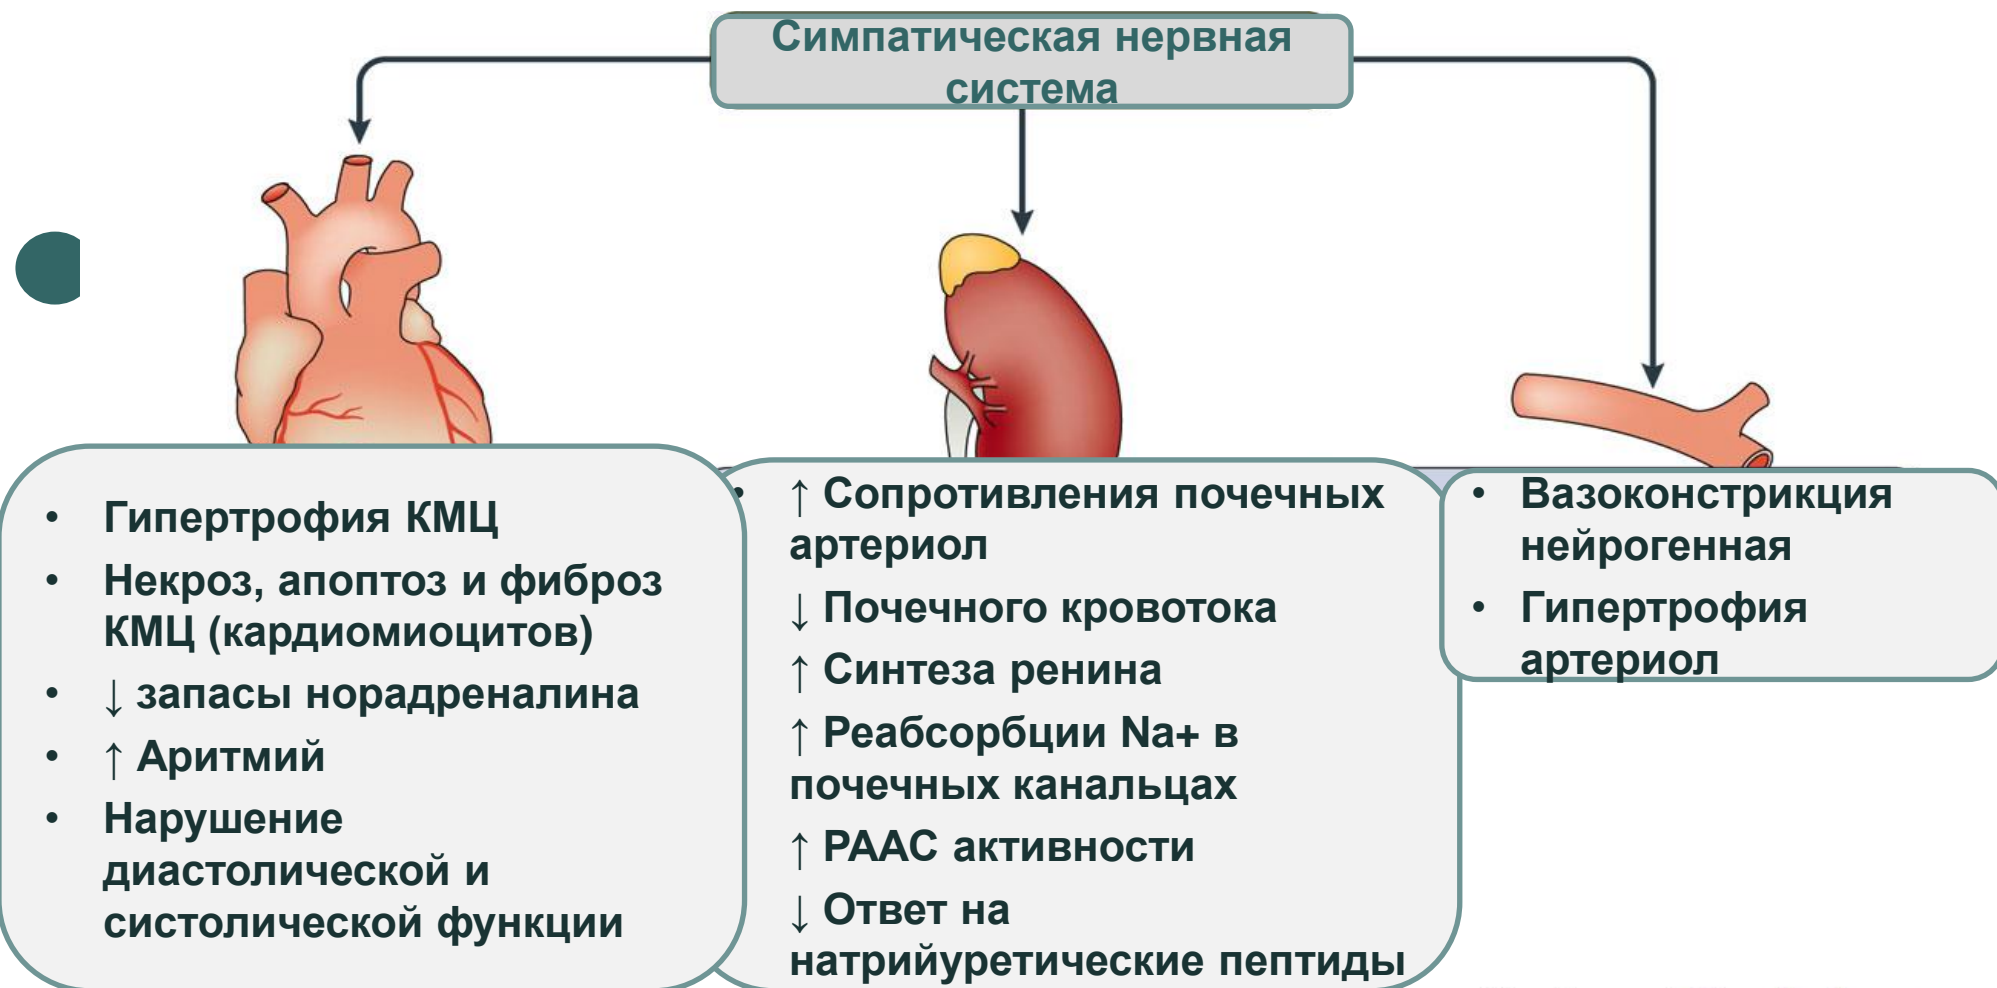 Симпатическая нервная
система
• Гипертрофия КМЦ
• Некроз, апоптоз и фиброз
КМЦ (кардиомиоцитов)
• ↓ запасы норадреналина
• ↑ Аритмий
• Нарушение
диастолической и
систолической функции
• ↑ Сопротивления почечных
артериол
↓ Почечного кровотока
↑ Синтеза ренина
↑ Реабсорбции Na+ в
почечных канальцах
↑ РААС активности
↓ Ответ на
натрийуретические пептиды
• Вазоконстрикция
нейрогенная
• Гипертрофия
артериол